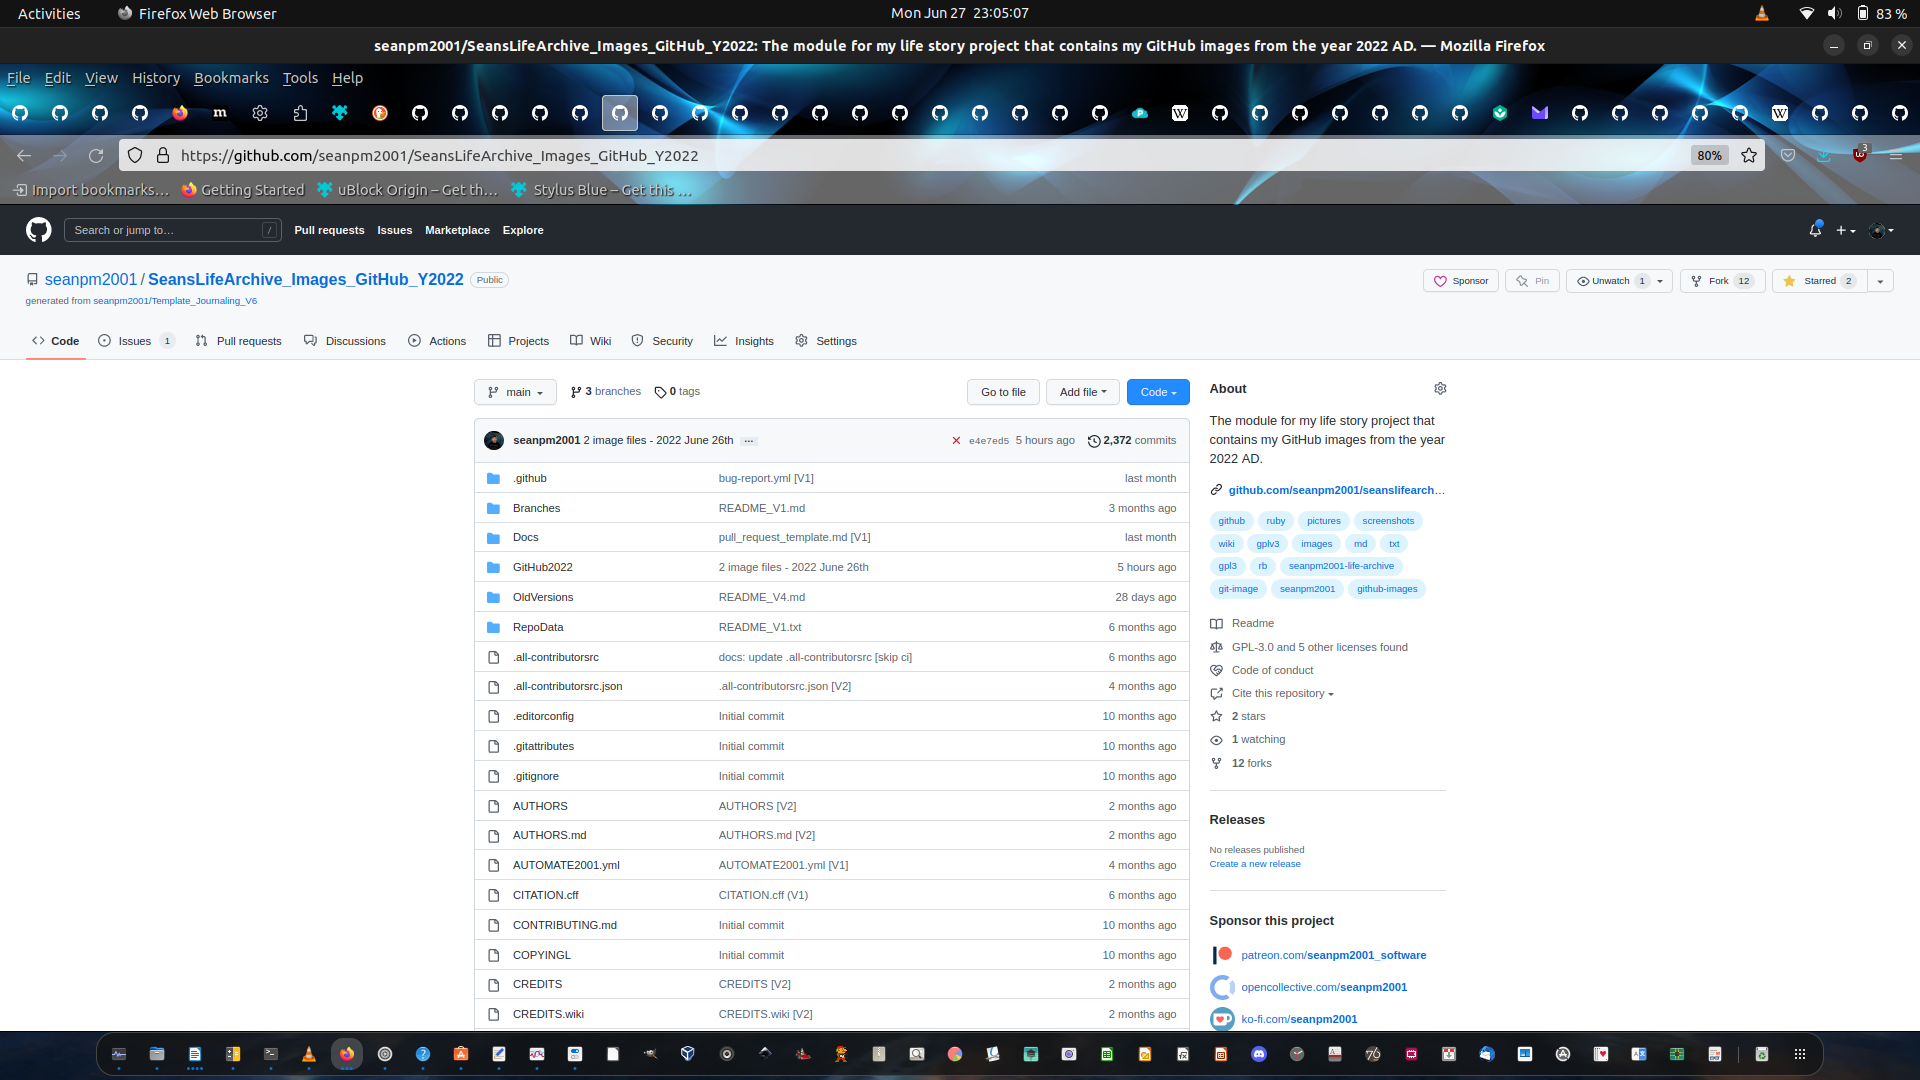 Activities Firefox Web Browser Mon Jun 27 23:05:07 83 %
seanpm2001/SeansLifeArchive_Images_GitHub_Y2022: The module for my life story project that contains my GitHub images from the year 2022 AD. — Mozilla Firefox
File Edit View History Bookmarks Tools Help
https://github.com/seanpm2001/SeansLifeArchive_Images_GitHub_Y2022 80% 3
Import bookmarks… Getting Started uBlock Origin – Get th… Stylus Blue – Get this …
Search or jump to… / Pull requests Issues Marketplace Explore
seanpm2001 / SeansLifeArchive_Images_GitHub_Y2022 Public Sponsor Pin Unwatch 1 Fork 12 Starred 2
generated from seanpm2001/Template_Journaling_V6
Code Issues 1 Pull requests Discussions Actions Projects Wiki Security Insights Settings
main 3 branches 0 tags Go to file Add file Code
seanpm2001 2 image files - 2022 June 26th … e4e7ed5 5 hours ago 2,372 commits
.github bug-report.yml [V1] last month
Branches README_V1.md 3 months ago
Docs pull_request_template.md [V1] last month
GitHub2022 2 image files - 2022 June 26th 5 hours ago
OldVersions README_V4.md 28 days ago
RepoData README_V1.txt 6 months ago
.all-contributorsrc docs: update .all-contributorsrc [skip ci] 6 months ago
.all-contributorsrc.json .all-contributorsrc.json [V2] 4 months ago
.editorconfig Initial commit 10 months ago
.gitattributes Initial commit 10 months ago
.gitignore Initial commit 10 months ago
AUTHORS AUTHORS [V2] 2 months ago
AUTHORS.md AUTHORS.md [V2] 2 months ago
AUTOMATE2001.yml AUTOMATE2001.yml [V1] 4 months ago
CITATION.cff CITATION.cff (V1) 6 months ago
CONTRIBUTING.md Initial commit 10 months ago
COPYINGL Initial commit 10 months ago
CREDITS CREDITS [V2] 2 months ago
CREDITS.wiki CREDITS.wiki [V2] 2 months ago
About
The module for my life story project that
contains my GitHub images from the year
2022 AD.
github.com/seanpm2001/seanslifearch…
github ruby pictures screenshots
wiki gplv3 images md txt
gpl3 rb seanpm2001-life-archive
git-image seanpm2001 github-images
Readme
GPL-3.0 and 5 other licenses found
Code of conduct
Cite this repository
2 stars
1 watching
12 forks
Releases
No releases published
Create a new release
Sponsor this project
patreon.com/seanpm2001_software
opencollective.com/seanpm2001
ko-fi.com/seanpm2001